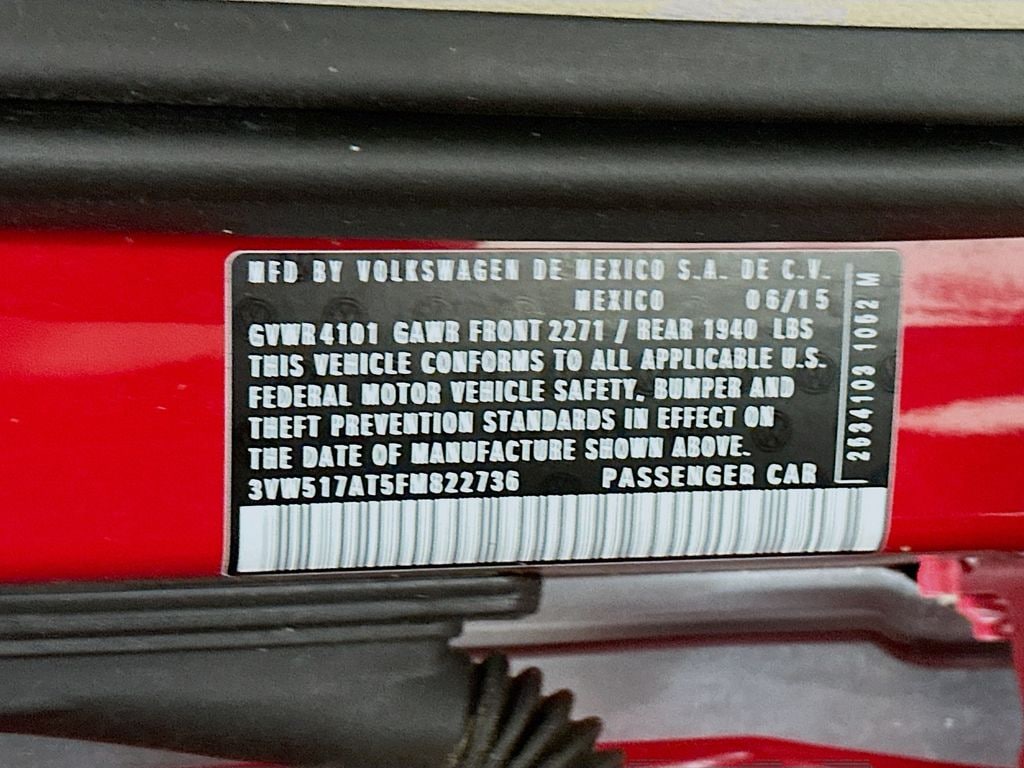 MFD BY VOLKSWAGEN DE MEXICO S.A. DE C.V.
MEXICO 06/15
GVWR 4101 GAWR FRONT 2271 / REAR 1940 LBS
THIS VEHICLE CONFORMS TO ALL APPLICABLE U.S.
FEDERAL MOTOR VEHICLE SAFETY, BUMPER AND
THEFT PREVENTION STANDARDS IN EFFECT ON
THE DATE OF MANUFACTURE SHOWN ABOVE.
3VW517AT5FM822736 PASSENGER CAR
2634103 1062 M